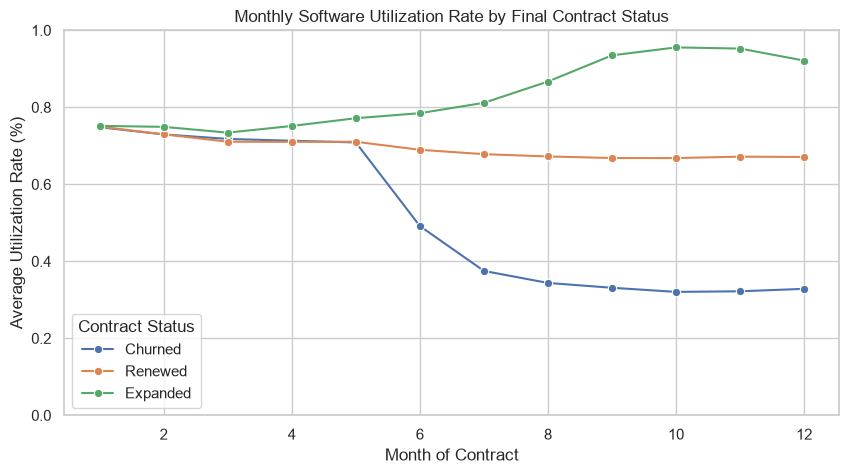 Monthly Software Utilization Rate by Final Contract Status
Average Utilization Rate (%)
1.0
0.8
0.6
0.4
0.2
0.0
Contract Status
Churned
Renewed
Expanded
2 4 6 8 10 12
Month of Contract